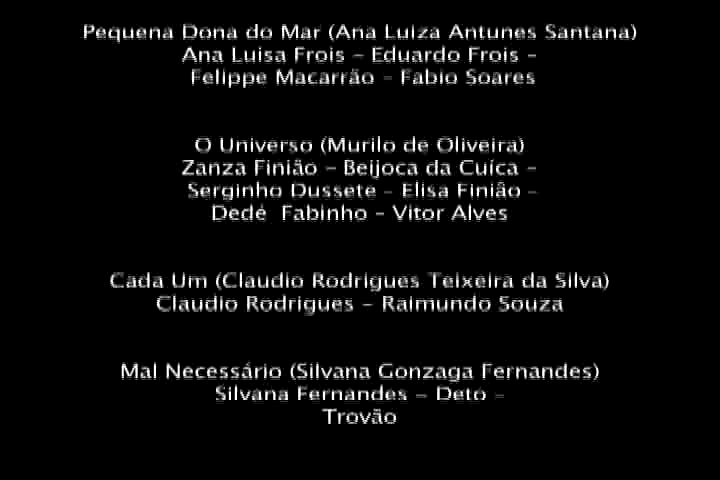 Pequena Dona do Mar (Ana Luiza Antunes Santana)
Ana Luisa Frois – Eduardo Frois –
Felippe Macarrão – Fabio Soares
O Universo (Murilo de Oliveira)
Zanza Finião – Beijoca da Cuíca –
Serginho Dussete – Elisa Finião –
Dedé Fabinho – Vitor Alves
Cada Um (Claudio Rodrigues Teixeira da Silva)
Claudio Rodrigues – Raimundo Souza
Mal Necessário (Silvana Gonzaga Fernandes)
Silvana Fernandes – Deto –
Trovão